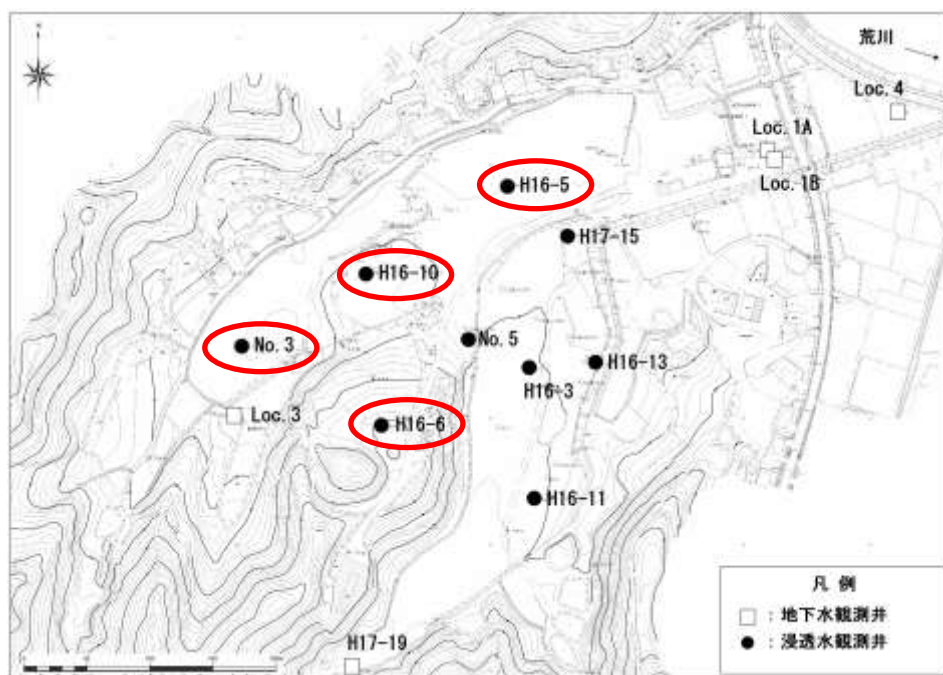 荒川
Loc. 4
Loc. 1A
Loc. 1B
H16-5
H17-15
H16-10
No. 3
No. 5
H16-13
H16-3
Loc. 3
H16-6
H16-11
H17-19
凡 例
□ : 地下水観測井
● : 浸透水観測井